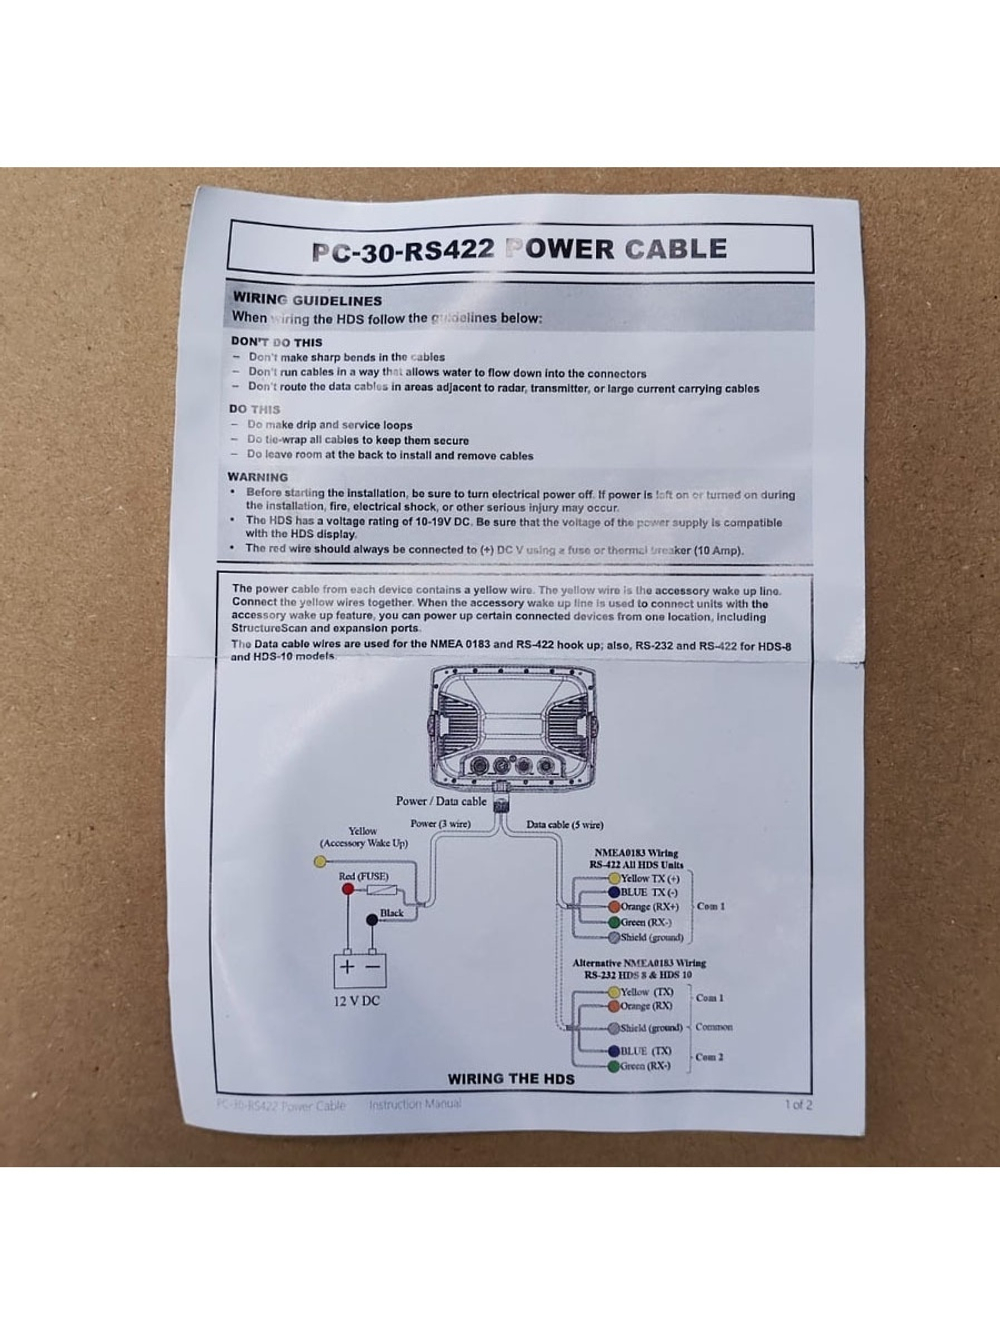 PC-30-RS422 POWER CABLE
WIRING GUIDELINES
When wiring the HDS follow the guidelines below:
DON'T DO THIS
– Don't make sharp bends in the cables
– Don't run cables in a way that allows water to flow down into the connectors
– Don't route the data cables in areas adjacent to radar, transmitter, or large current carrying cables
DO THIS
– Do make drip and service loops
– Do tie-wrap all cables to keep them secure
– Do leave room at the back to install and remove cables
WARNING
• Before starting the installation, be sure to turn electrical power off. If power is left on or turned on during
the installation, fire, electrical shock, or other serious injury may occur.
• The HDS has a voltage rating of 10-19V DC. Be sure that the voltage of the power supply is compatible
with the HDS display.
• The red wire should always be connected to (+) DC V using a fuse or thermal breaker (10 Amp).
The power cable from each device contains a yellow wire. The yellow wire is the accessory wake up line.
Connect the yellow wires together. When the accessory wake up line is used to connect units with the
accessory wake up feature, you can power up certain connected devices from one location, including
StructureScan and expansion ports.
The Data cable wires are used for the NMEA 0183 and RS-422 hook up; also, RS-232 and RS-422 for HDS-8
and HDS-10 models.
Power / Data cable
Power (3 wire)
Data cable (5 wire)
Yellow
(Accessory Wake Up)
Red (FUSE)
Black
+ −
12 V DC
NMEA0183 Wiring
RS-422 All HDS Units
Yellow TX (+)
BLUE TX (-)
Orange (RX+)
Com 1
Green (RX-)
Shield (ground)
Alternative NMEA0183 Wiring
RS-232 HDS 8 & HDS 10
Yellow (TX)
Com 1
Orange (RX)
Shield (ground)
Common
BLUE (TX)
Com 2
Green (RX-)
WIRING THE HDS
PC-30-RS422 Power Cable Instruction Manual 1 of 2